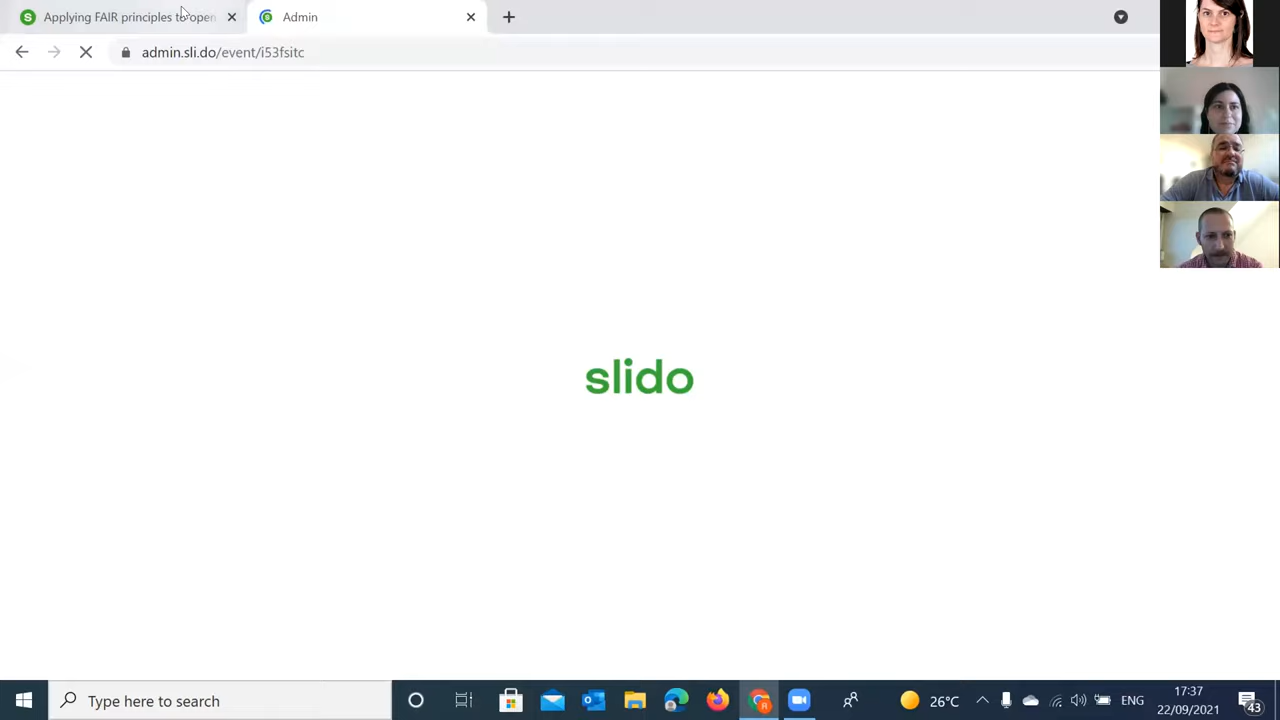 Applying FAIR principles to open
Admin
admin.sli.do/event/i53fsitc
slido
Type here to search
26°C
ENG
17:37
22/09/2021
43